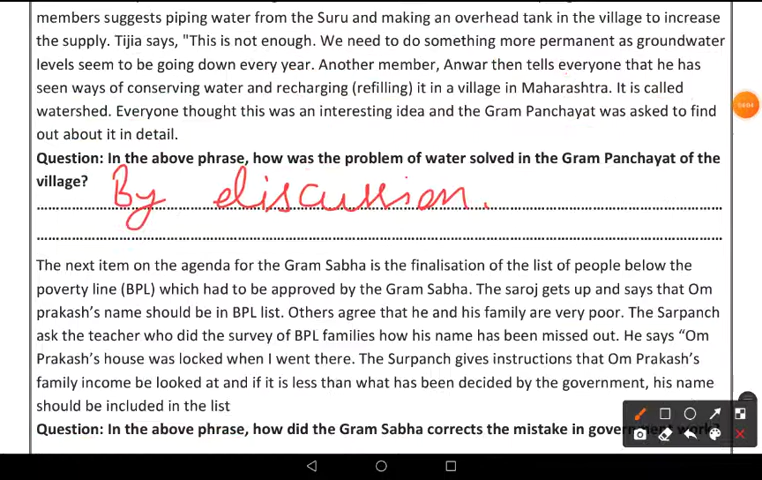 members suggests piping water from the Suru and making an overhead tank in the village to increase
the supply. Tijia says, "This is not enough. We need to do something more permanent as groundwater
levels seem to be going down every year. Another member, Anwar then tells everyone that he has
seen ways of conserving water and recharging (refilling) it in a village in Maharashtra. It is called
watershed. Everyone thought this was an interesting idea and the Gram Panchayat was asked to find
out about it in detail.
Question: In the above phrase, how was the problem of water solved in the Gram Panchayat of the
village? By discussion.
The next item on the agenda for the Gram Sabha is the finalisation of the list of people below the
poverty line (BPL) which had to be approved by the Gram Sabha. The saroj gets up and says that Om
prakash's name should be in BPL list. Others agree that he and his family are very poor. The Sarpanch
ask the teacher who did the survey of BPL families how his name has been missed out. He says “Om
Prakash's house was locked when I went there. The Surpanch gives instructions that Om Prakash's
family income be looked at and if it is less than what has been decided by the government, his name
should be included in the list
Question: In the above phrase, how did the Gram Sabha corrects the mistake in government work?